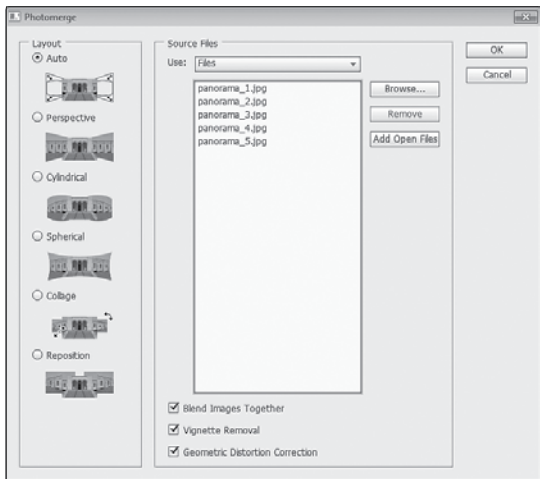 Photomerge
Layout
Auto
Perspective
Cylindrical
Spherical
Collage
Reposition
Source Files
Use: Files
panorama_1.jpg
panorama_2.jpg
panorama_3.jpg
panorama_4.jpg
panorama_5.jpg
Browse...
Remove
Add Open Files
Blend Images Together
Vignette Removal
Geometric Distortion Correction
OK
Cancel